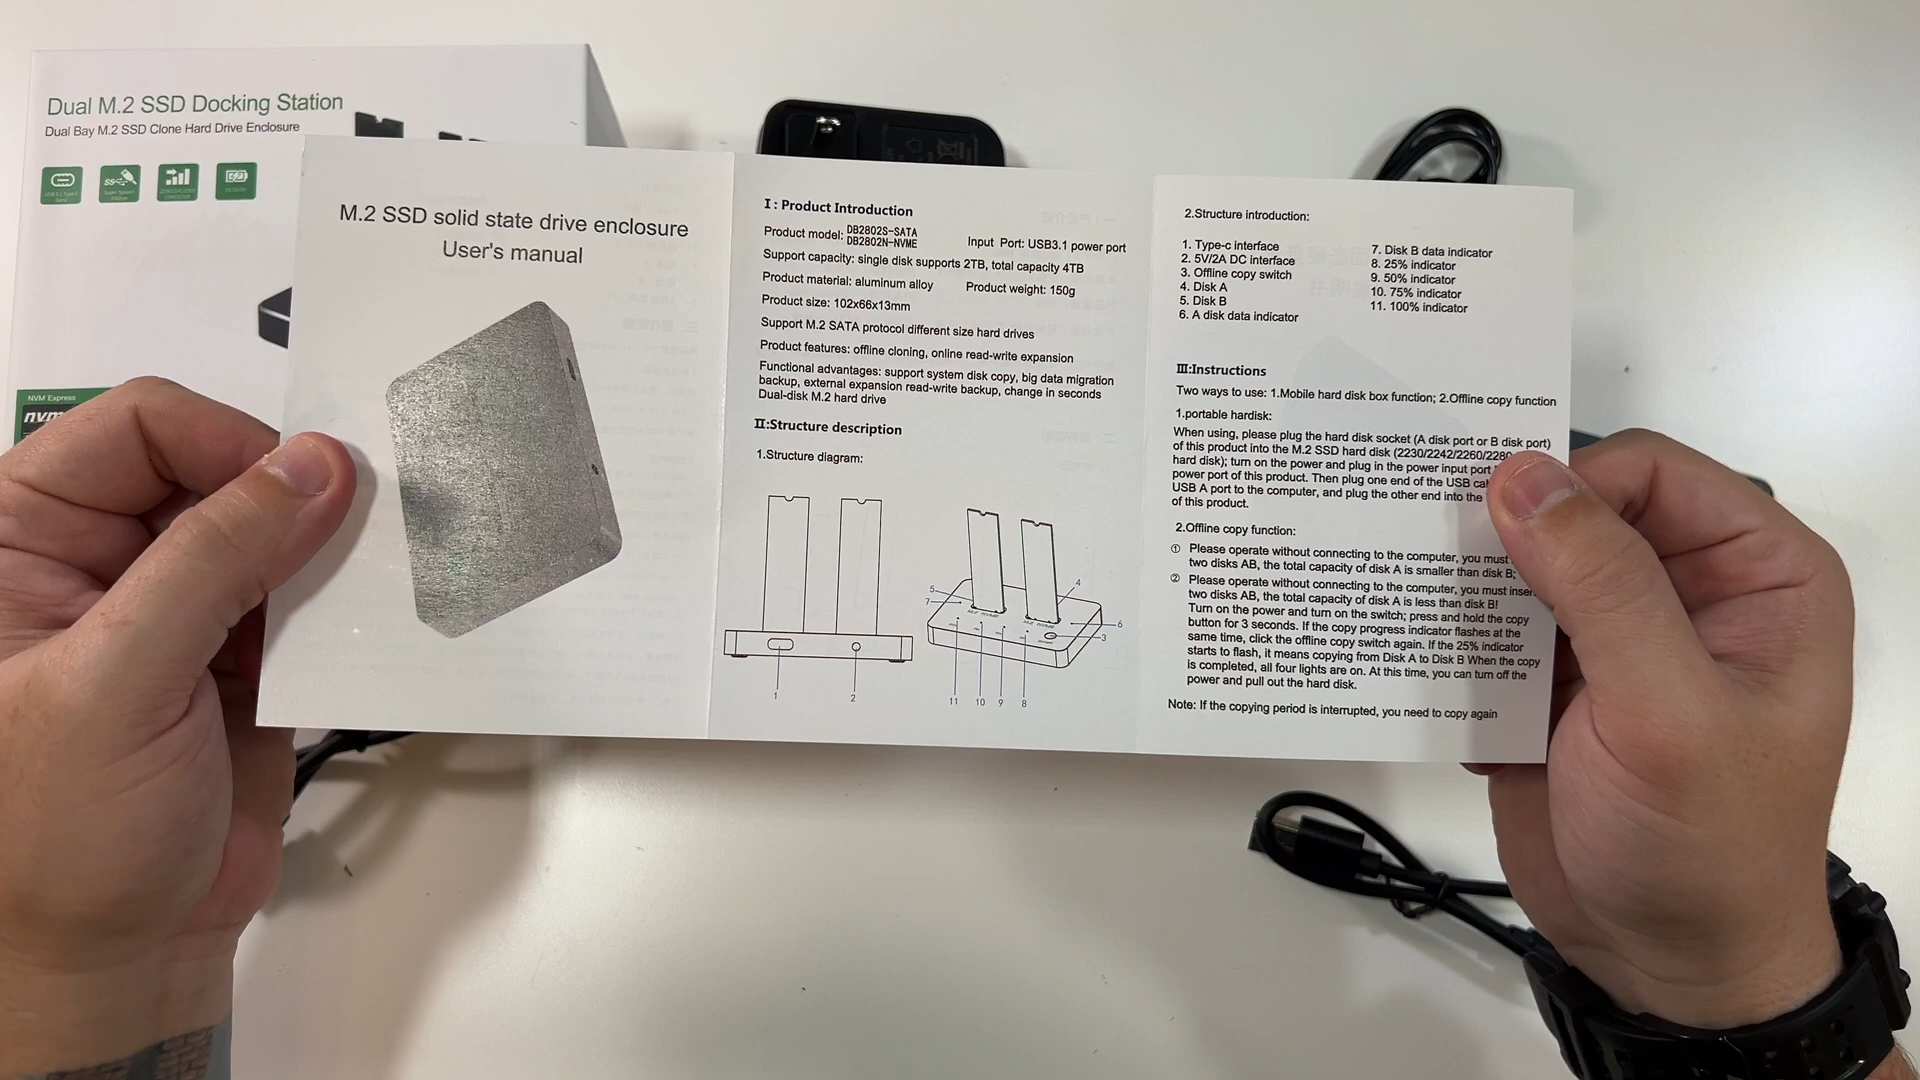 Dual M.2 SSD Docking Station
Dual Bay M.2 SSD Clone Hard Drive Enclosure
NVM Express
nvm
M.2 SSD solid state drive enclosure
User's manual
I: Product Introduction
Product model: DB2802S-SATA
DB2802N-NVME
Input Port: USB3.1 power port
Support capacity: single disk supports 2TB, total capacity 4TB
Product material: aluminum alloy Product weight: 150g
Product size: 102x66x13mm
Support M.2 SATA protocol different size hard drives
Product features: offline cloning, online read-write expansion
Functional advantages: support system disk copy, big data migration
backup, external expansion read-write backup, change in seconds
Dual-disk M.2 hard drive
II:Structure description
1.Structure diagram:
1
2
5
7
4
6
3
11 10 9 8
M.2 NVME
M.2 NVME
2.Structure introduction:
1. Type-c interface
2. 5V/2A DC interface
3. Offline copy switch
4. Disk A
5. Disk B
6. A disk data indicator
7. Disk B data indicator
8. 25% indicator
9. 50% indicator
10. 75% indicator
11. 100% indicator
III:Instructions
Two ways to use: 1.Mobile hard disk box function; 2.Offline copy function
1.portable hardisk:
When using, please plug the hard disk socket (A disk port or B disk port)
of this product into the M.2 SSD hard disk (2230/2242/2260/2280
hard disk); turn on the power and plug in the power input port
power port of this product. Then plug one end of the USB
USB A port to the computer, and plug the other end into the
of this product.
2.Offline copy function:
① Please operate without connecting to the computer, you must
two disks AB, the total capacity of disk A is smaller than disk B;
② Please operate without connecting to the computer, you must insert
two disks AB, the total capacity of disk A is less than disk B!
Turn on the power and turn on the switch; press and hold the copy
button for 3 seconds. If the copy progress indicator flashes at the
same time, click the offline copy switch again. If the 25% indicator
starts to flash, it means copying from Disk A to Disk B When the copy
is completed, all four lights are on. At this time, you can turn off the
power and pull out the hard disk.
Note: If the copying period is interrupted, you need to copy again